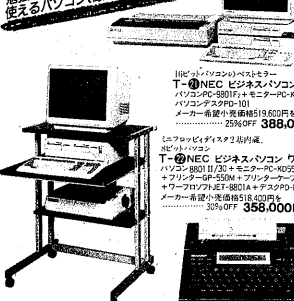 使えるパソコン
16ビットパソコンのベストセラー
T-㉑NEC ビジネスパソコン
パソコンPC-9801F₂+モニターPC-K
パソコンデスクPD-101
メーカー希望小売価格519,600円を
25%OFF 388,0
ミニフロッピィディスク2基内蔵、
8ビットパソコン
T-㉒NEC ビジネスパソコン ワ
パソコン8801Ⅱ/30+モニターPC-KD55
+プリンターGP-550M+プリンターケーブ
+ワープロソフトJET-8801A+デスクPD-
メーカー希望小売価格518,400円を
30%OFF 358,000